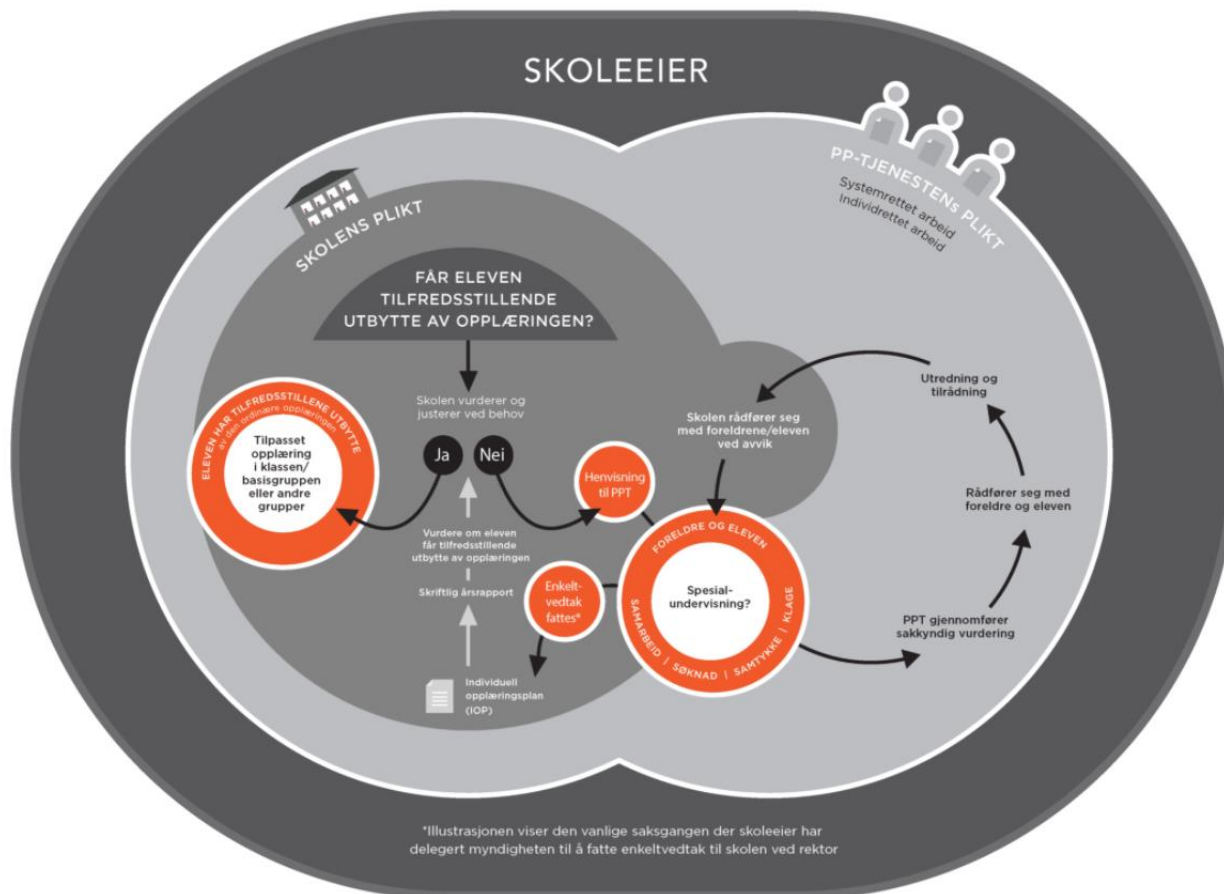 SKOLEEIER
PP-TJENESTENs PLIKT
Systemrettet arbeid
Individrettet arbeid
SKOLENS PLIKT
FÅR ELEVEN
TILFREDSSTILLENDE
UTBYTTE AV OPPLÆRINGEN?
Skolen vurderer og
justerer ved behov
Ja
Nei
ELEVEN HAR TILFREDSSTILLENE UTBYTTE
av den ordinære opplæringen
Tilpasset
opplæring
i klassen/
basisgruppen
eller andre
grupper
Henvisning
til PPT
Skolen rådfører seg
med foreldrene/eleven
ved avvik
Utredning og
tilrådning
Rådfører seg med
foreldre og eleven
PPT gjennomfører
sakkyndig vurdering
FORELDRE OG ELEVEN
Spesial-
undervisning?
SAMARBEID | SØKNAD | SAMTYKKE | KLAGE
Enkelt-
vedtak
fattes*
Vurdere om eleven
får tilfredsstillende
utbytte av opplæringen
Skriftlig årsrapport
Individuell
opplæringsplan
(IOP)
*Illustrasjonen viser den vanlige saksgangen der skoleeier har
delegert myndigheten til å fatte enkeltvedtak til skolen ved rektor